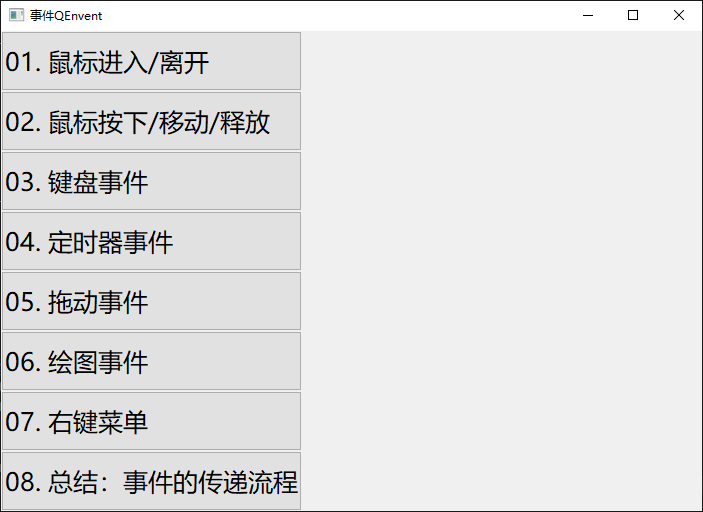 事件QEnvent
01. 鼠标进入/离开
02. 鼠标按下/移动/释放
03. 键盘事件
04. 定时器事件
05. 拖动事件
06. 绘图事件
07. 右键菜单
08. 总结：事件的传递流程